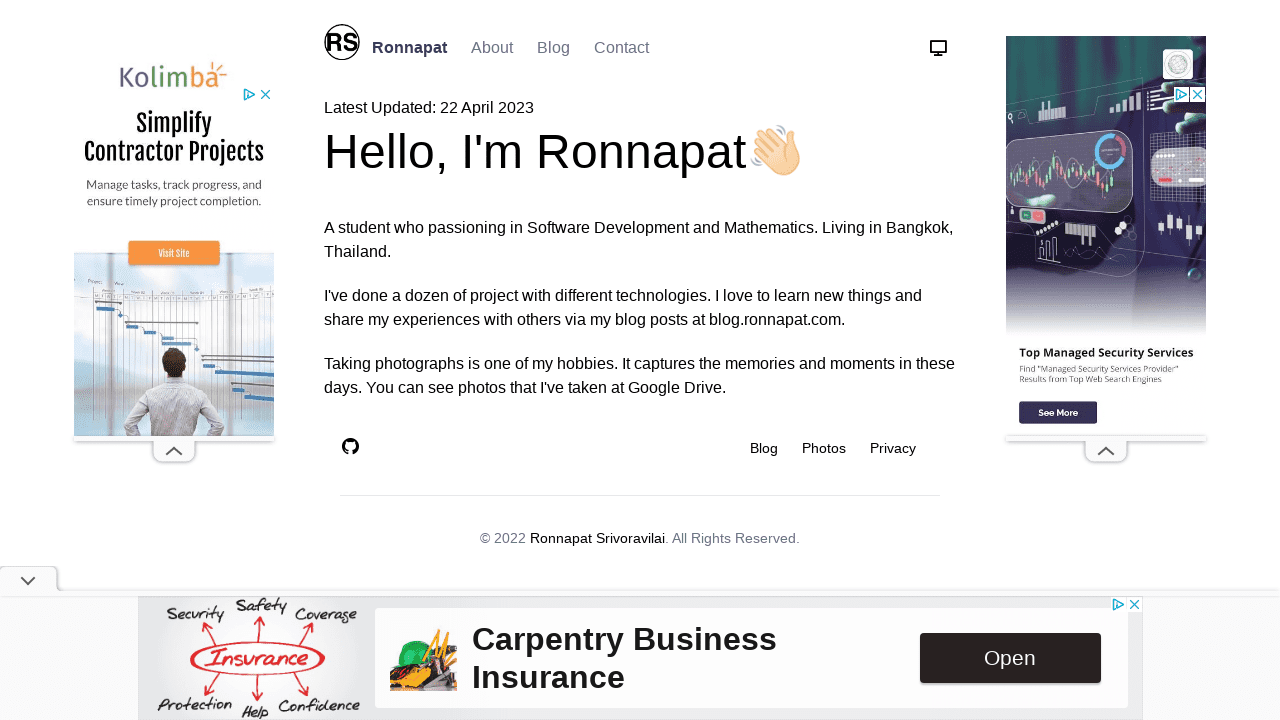 RS
Ronnapat About Blog Contact
Latest Updated: 22 April 2023
Hello, I'm Ronnapat👋🏻
A student who passioning in Software Development and Mathematics. Living in Bangkok,
Thailand.
I've done a dozen of project with different technologies. I love to learn new things and
share my experiences with others via my blog posts at blog.ronnapat.com.
Taking photographs is one of my hobbies. It captures the memories and moments in these
days. You can see photos that I've taken at Google Drive.
Blog Photos Privacy
© 2022 Ronnapat Srivoravilai. All Rights Reserved.
Kolimba
Simplify
Contractor Projects
Manage tasks, track progress, and
ensure timely project completion.
Visit Site
Top Managed Security Services
Find "Managed Security Services Provider"
Results from Top Web Search Engines
See More
Security Safety Coverage
Insurance
Protection Help Confidence
Carpentry Business
Insurance
Open